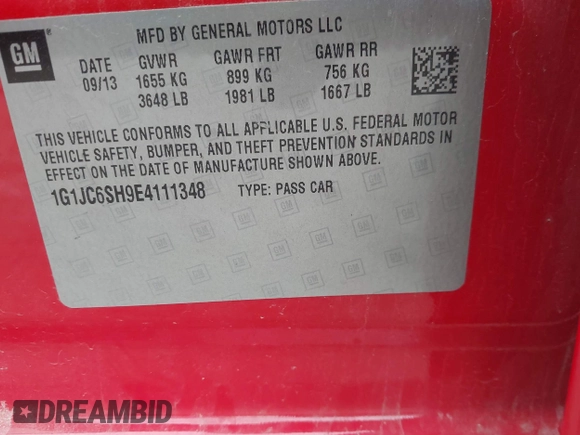 GM
MFD BY GENERAL MOTORS LLC
DATE GVWR GAWR FRT GAWR RR
09/13 1655 KG 899 KG 756 KG
3648 LB 1981 LB 1667 LB
THIS VEHICLE CONFORMS TO ALL APPLICABLE U.S. FEDERAL MOTOR
VEHICLE SAFETY, BUMPER, AND THEFT PREVENTION STANDARDS IN
EFFECT ON THE DATE OF MANUFACTURE SHOWN ABOVE.
1G1JC6SH9E4111348 TYPE: PASS CAR
DREAMBID